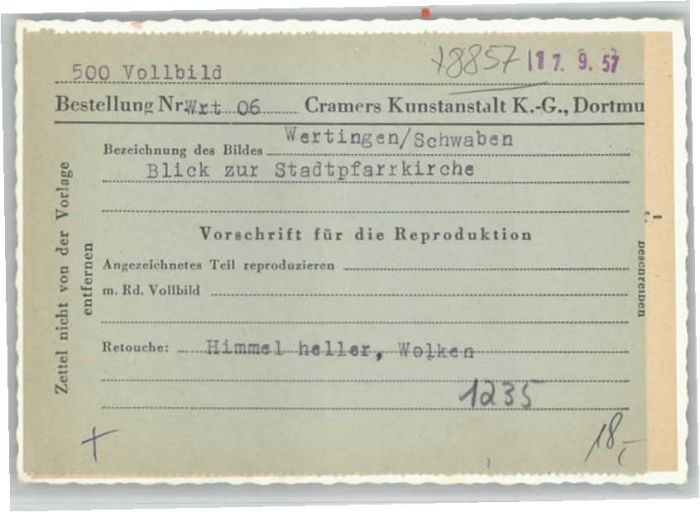 500 Vollbild
18857 17. 9. 57
Bestellung Nr. Wrt 06 Cramers Kunstanstalt K.-G., Dortmu
Bezeichnung des Bildes Wertingen/Schwaben
Blick zur Stadtpfarrkirche
Vorschrift für die Reproduktion
Angezeichnetes Teil reproduzieren
m. Rd. Vollbild
Retouche: Himmel heller, Wolken
1235
18,-
Zettel nicht von der Vorlage
entfernen
beschreiben